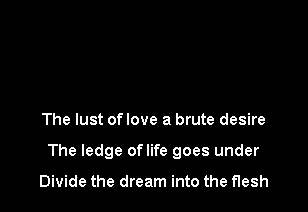 The lust of love a brute desire
The ledge of life goes under
Divide the dream into the flesh